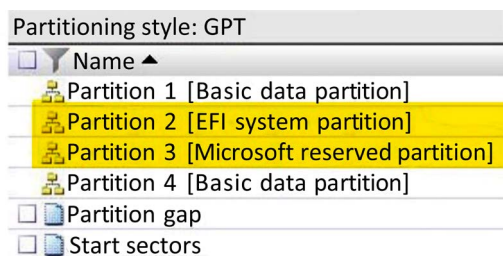 Partitioning style: GPT
Name
Partition 1 [Basic data partition]
Partition 2 [EFI system partition]
Partition 3 [Microsoft reserved partition]
Partition 4 [Basic data partition]
Partition gap
Start sectors